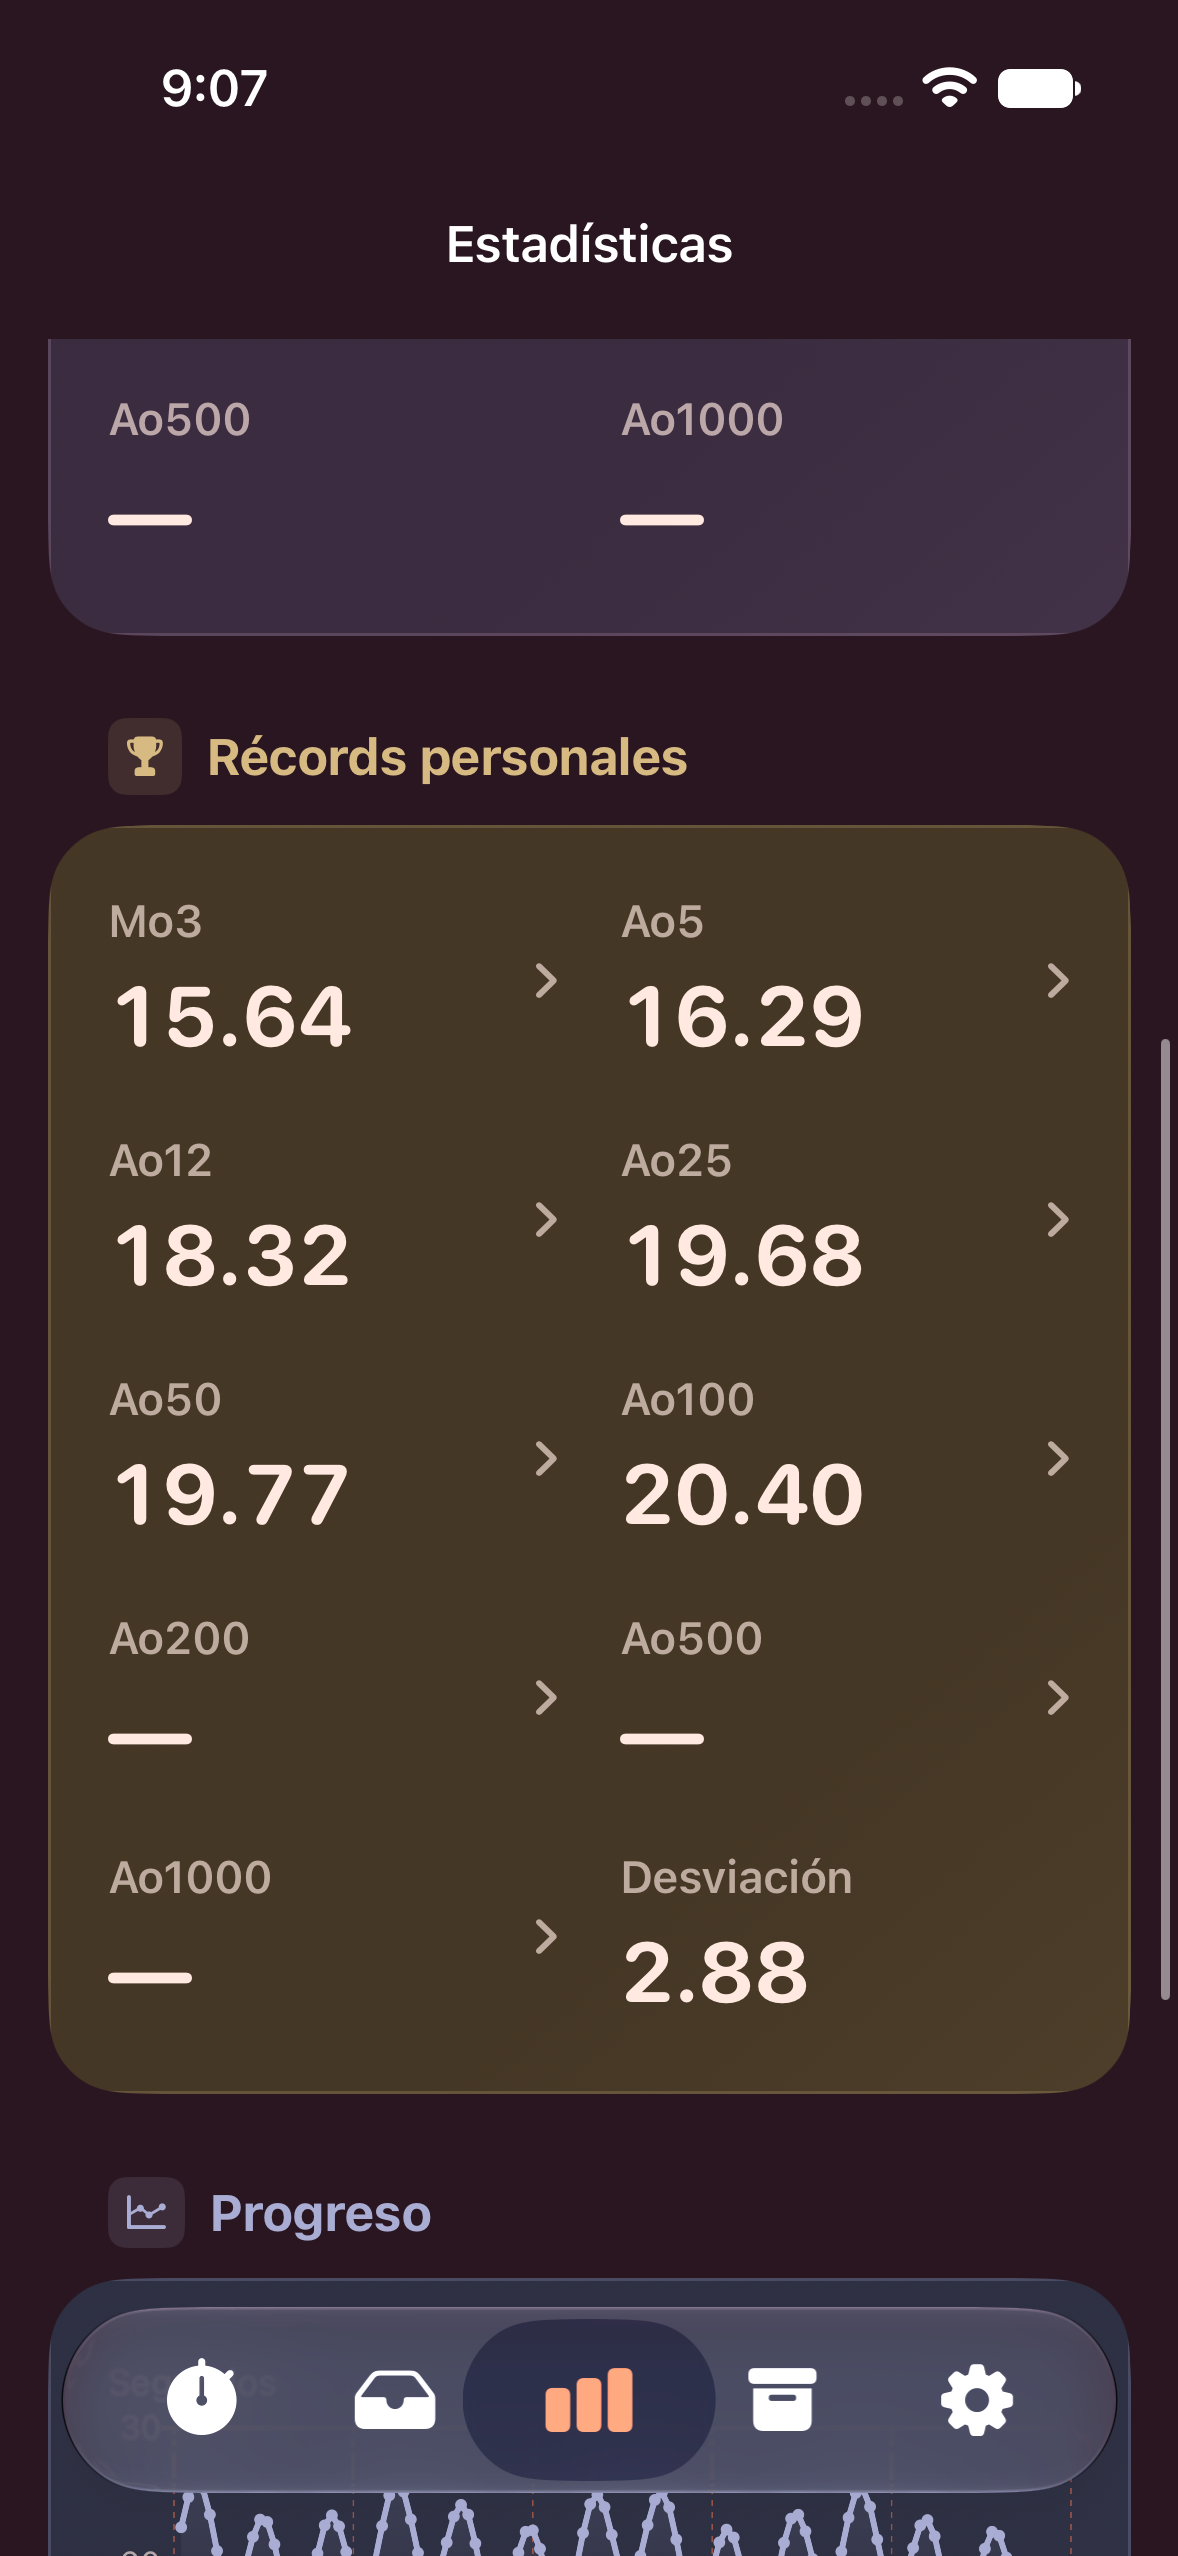 9:07
Estadísticas
Ao500 Ao1000
— —
Récords personales
Mo3 Ao5
15.64 16.29
Ao12 Ao25
18.32 19.68
Ao50 Ao100
19.77 20.40
Ao200 Ao500
— —
Ao1000 Desviación
— 2.88
Progreso
30